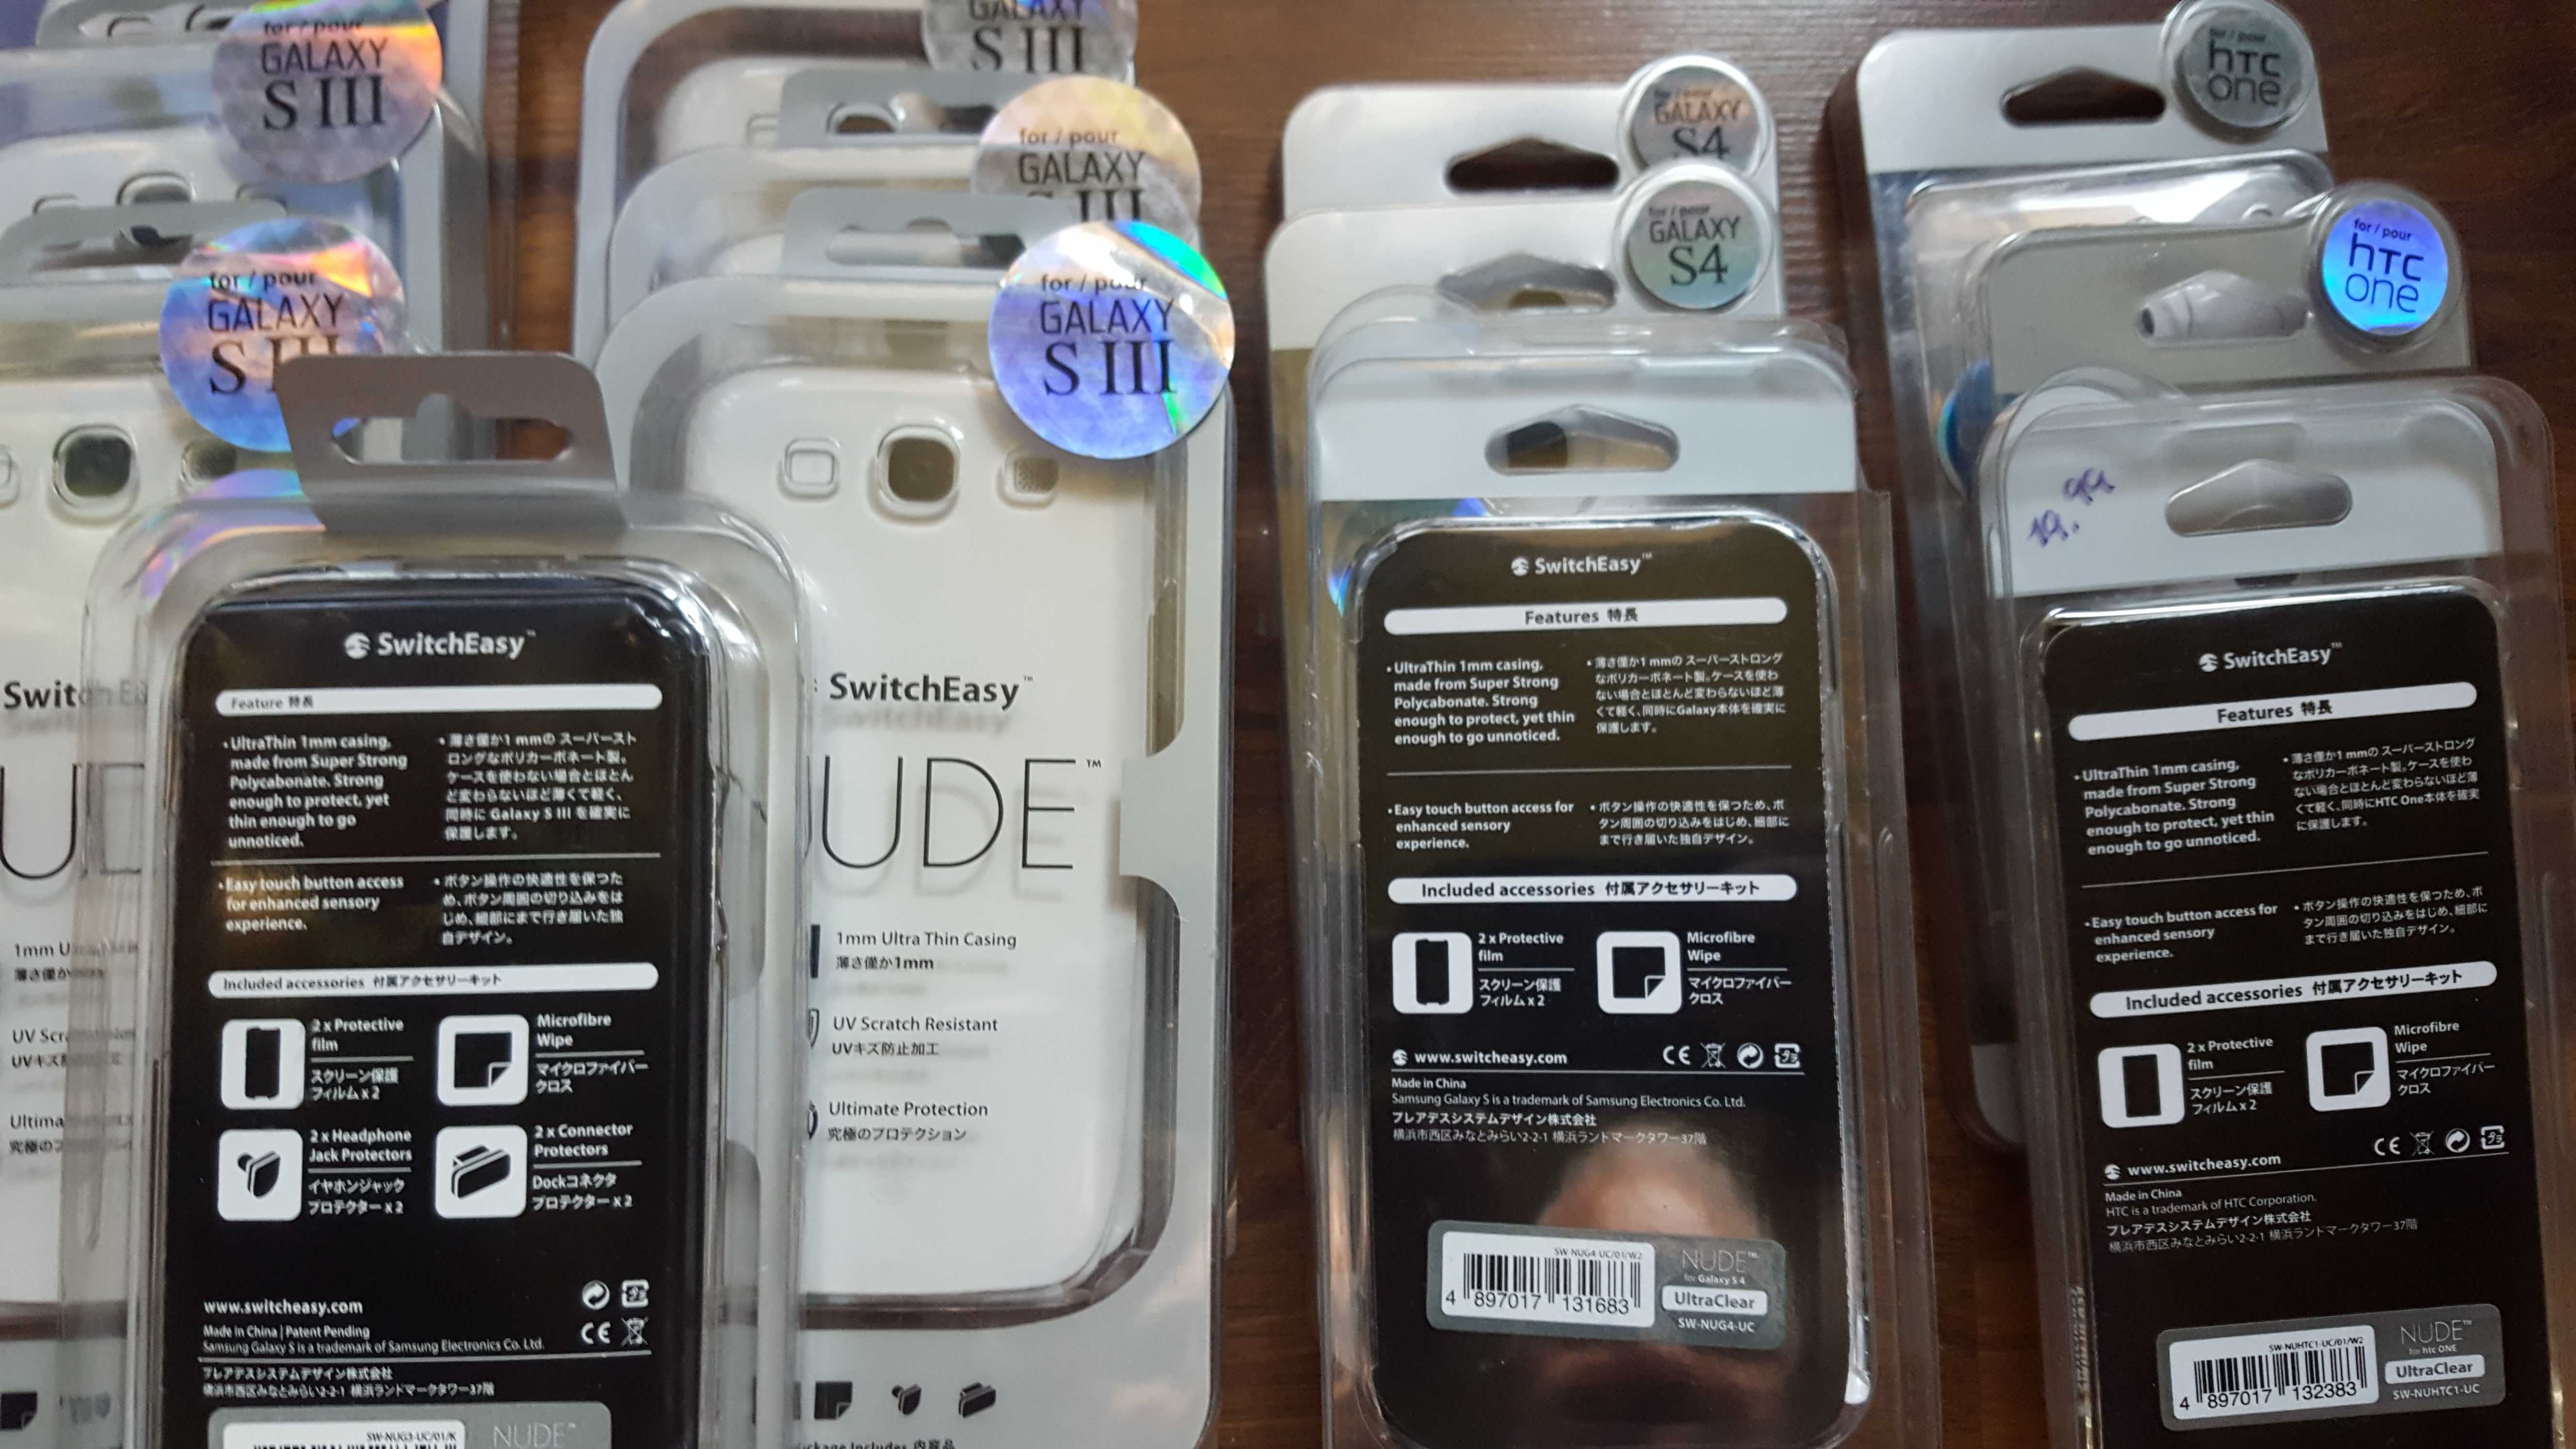 for / pour
GALAXY
S III
for / pour
GALAXY
GALAXY
S III
for / pour
GALAXY
S III
for / pour
GALAXY
S III
for / pour
GALAXY
S4
for / pour
GALAXY
S4
for / pour
hTC
one
for / pour
hTC
one
19.99
SwitchEasy™
Feature 特長
• UltraThin 1mm casing,
made from Super Strong
Polycabonate. Strong
enough to protect, yet
thin enough to go
unnoticed.
• 薄さ僅か1 mmの スーパースト
ロングなポリカーボネート製。
ケースを使わない場合とほとん
ど変わらないほど薄くて軽く、
同時に Galaxy S III を確実に
保護します。
• Easy touch button access
for enhanced sensory
experience.
• ボタン操作の快適性を保つた
め、ボタン周囲の切り込みをは
じめ、細部にまで行き届いた独
自デザイン。
Included accessories 付属アクセサリーキット
2 x Protective
film
スクリーン保護
フィルム x 2
Microfibre
Wipe
マイクロファイバー
クロス
2 x Headphone
Jack Protectors
イヤホンジャック
プロテクター x 2
2 x Connector
Protectors
Dockコネクタ
プロテクター x 2
www.switcheasy.com
Made in China | Patent Pending
Samsung Galaxy S is a trademark of Samsung Electronics Co. Ltd.
CE
プレアデスシステムデザイン株式会社
横浜市西区みなとみらい2-2-1 横浜ランドマークタワー37階
SW-NUG3-UC/01/K
NUDE™
SwitchEasy™
UDE™
1mm Ultra Thin Casing
薄さ僅か1mm
UV Scratch Resistant
UVキズ防止加工
Ultimate Protection
究極のプロテクション
Includes 内容品
SwitchEasy™
Features 特長
• UltraThin 1mm casing,
made from Super Strong
Polycabonate. Strong
enough to protect, yet thin
enough to go unnoticed.
• 薄さ僅か1 mmの スーパーストロング
なポリカーボネート製。ケースを使わ
ない場合とほとんど変わらないほど薄
くて軽く、同時にGalaxy本体を確実に
保護します。
• Easy touch button access for
enhanced sensory
experience.
• ボタン操作の快適性を保つため、ボ
タン周囲の切り込みをはじめ、細部に
まで行き届いた独自デザイン。
Included accessories 付属アクセサリーキット
2 x Protective
film
スクリーン保護
フィルム x 2
Microfibre
Wipe
マイクロファイバー
クロス
www.switcheasy.com
CE
Made in China
Samsung Galaxy S is a trademark of Samsung Electronics Co. Ltd.
プレアデスシステムデザイン株式会社
横浜市西区みなとみらい2-2-1 横浜ランドマークタワー37階
SW-NUG4-UC/01/W2
4 897017 131683
NUDE™
for Galaxy S 4
UltraClear
SW-NUG4-UC
SwitchEasy™
Features 特長
• UltraThin 1mm casing,
made from Super Strong
Polycabonate. Strong
enough to protect, yet thin
enough to go unnoticed.
• 薄さ僅か1 mmの スーパーストロング
なポリカーボネート製。ケースを使わ
ない場合とほとんど変わらないほど薄
くて軽く、同時にHTC One本体を確実
に保護します。
• Easy touch button access for
enhanced sensory
experience.
• ボタン操作の快適性を保つため、ボ
タン周囲の切り込みをはじめ、細部に
まで行き届いた独自デザイン。
Included accessories 付属アクセサリーキット
2 x Protective
film
スクリーン保護
フィルム x 2
Microfibre
Wipe
マイクロファイバー
クロス
www.switcheasy.com
CE
Made in China
HTC is a trademark of HTC Corporation.
プレアデスシステムデザイン株式会社
横浜市西区みなとみらい2-2-1 横浜ランドマークタワー37階
SW-NUHTC1-UC/01/W2
4 897017 132383
NUDE™
for htc ONE
UltraClear
SW-NUHTC1-UC